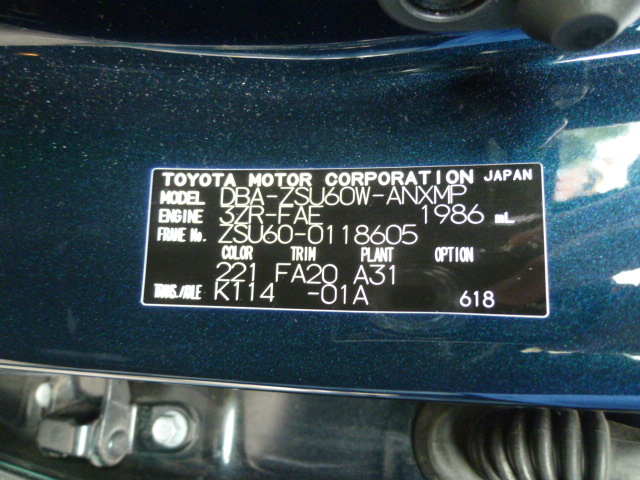 TOYOTA MOTOR CORPORATION JAPAN
MODEL DBA-ZSU60W-ANXMP
ENGINE 3ZR-FAE 1986 mL
FRAME No. ZSU60-0118605
COLOR TRIM PLANT OPTION
221 FA20 A31
TRANS./AXLE K114 -01A 618